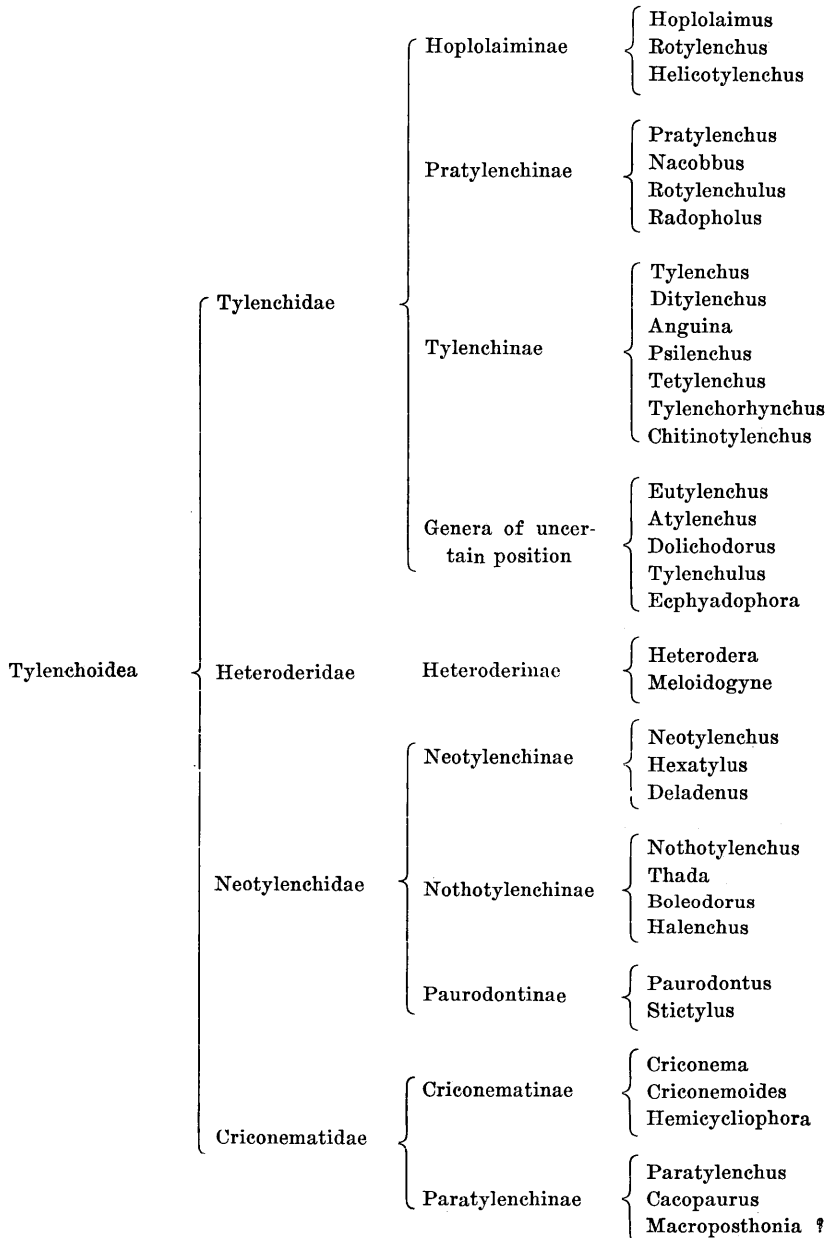 Tylenchoidea
Tylenchidae
Hoplolaiminae
Hoplolaimus
Rotylenchus
Helicotylenchus
Pratylenchinae
Pratylenchus
Nacobbus
Rotylenchulus
Radopholus
Tylenchinae
Tylenchus
Ditylenchus
Anguina
Psilenchus
Tetylenchus
Tylenchorhynchus
Chitinotylenchus
Genera of uncer-
tain position
Eutylenchus
Atylenchus
Dolichodorus
Tylenchulus
Ecphyadophora
Heteroderidae
Heteroderinae
Heterodera
Meloidogyne
Neotylenchidae
Neotylenchinae
Neotylenchus
Hexatylus
Deladenus
Nothotylenchinae
Nothotylenchus
Thada
Boleodorus
Halenchus
Paurodontinae
Paurodontus
Stictylus
Criconematidae
Criconematinae
Criconema
Criconemoides
Hemicycliophora
Paratylenchinae
Paratylenchus
Cacopaurus
Macroposthonia ?